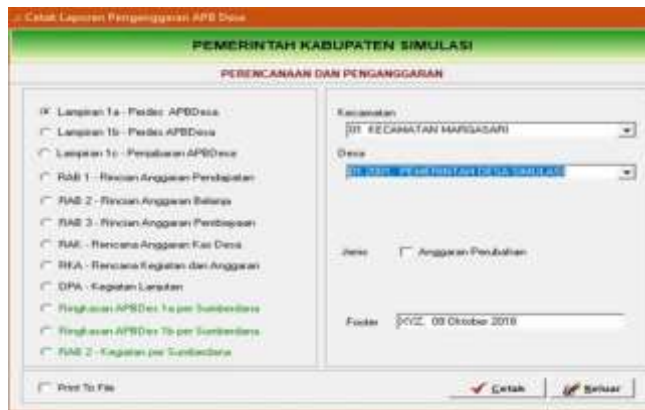 Cetak Laporan Penganggaran APB Desa
PEMERINTAH KABUPATEN SIMULASI
PERENCANAAN DAN PENGANGGARAN
Lampiran 1a - Perdes APBDesa
Lampiran 1b - Perdes APBDesa
Lampiran 1c - Penjabaran APBDesa
RAB 1 - Rincian Anggaran Pendapatan
RAB 2 - Rincian Anggaran Belanja
RAB 3 - Rincian Anggaran Pembiayaan
RAK - Rencana Anggaran Kas Desa
RKA - Rencana Kegiatan dan Anggaran
DPA - Kegiatan Lanjutan
Ringkasan APBDes 1a per Sumberdana
Ringkasan APBDes 1b per Sumberdana
RAB 2 - Kegiatan per Sumberdana
Kecamatan
01 KECAMATAN MARGASARI
Desa
01.2001. PEMERINTAH DESA SIMULASI
Jenis
Anggaran Perubahan
Footer
XYZ, 08 Oktober 2018
Print To File
Cetak
Keluar